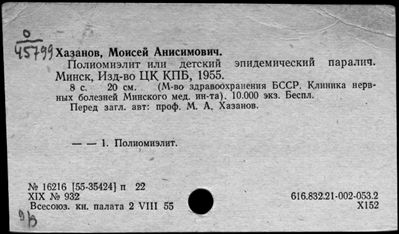 О
45799
Хазанов, Моисей Анисимович.
Полиомиэлит или детский эпидемический паралич.
Минск, Изд-во ЦК КПБ, 1955.
8 с. 20 см. (М-во здравоохранения БССР. Клиника нерв-
ных болезней Минского мед. ин-та). 10.000 экз. Беспл.
Перед загл. авт: проф. М. А. Хазанов.
— — 1. Полиомиэлит.
№ 16216 [55-35424] п 22
XIX № 932
Всесоюз. кн. палата 2 VIII 55
616.832.21-002-053.2
X152